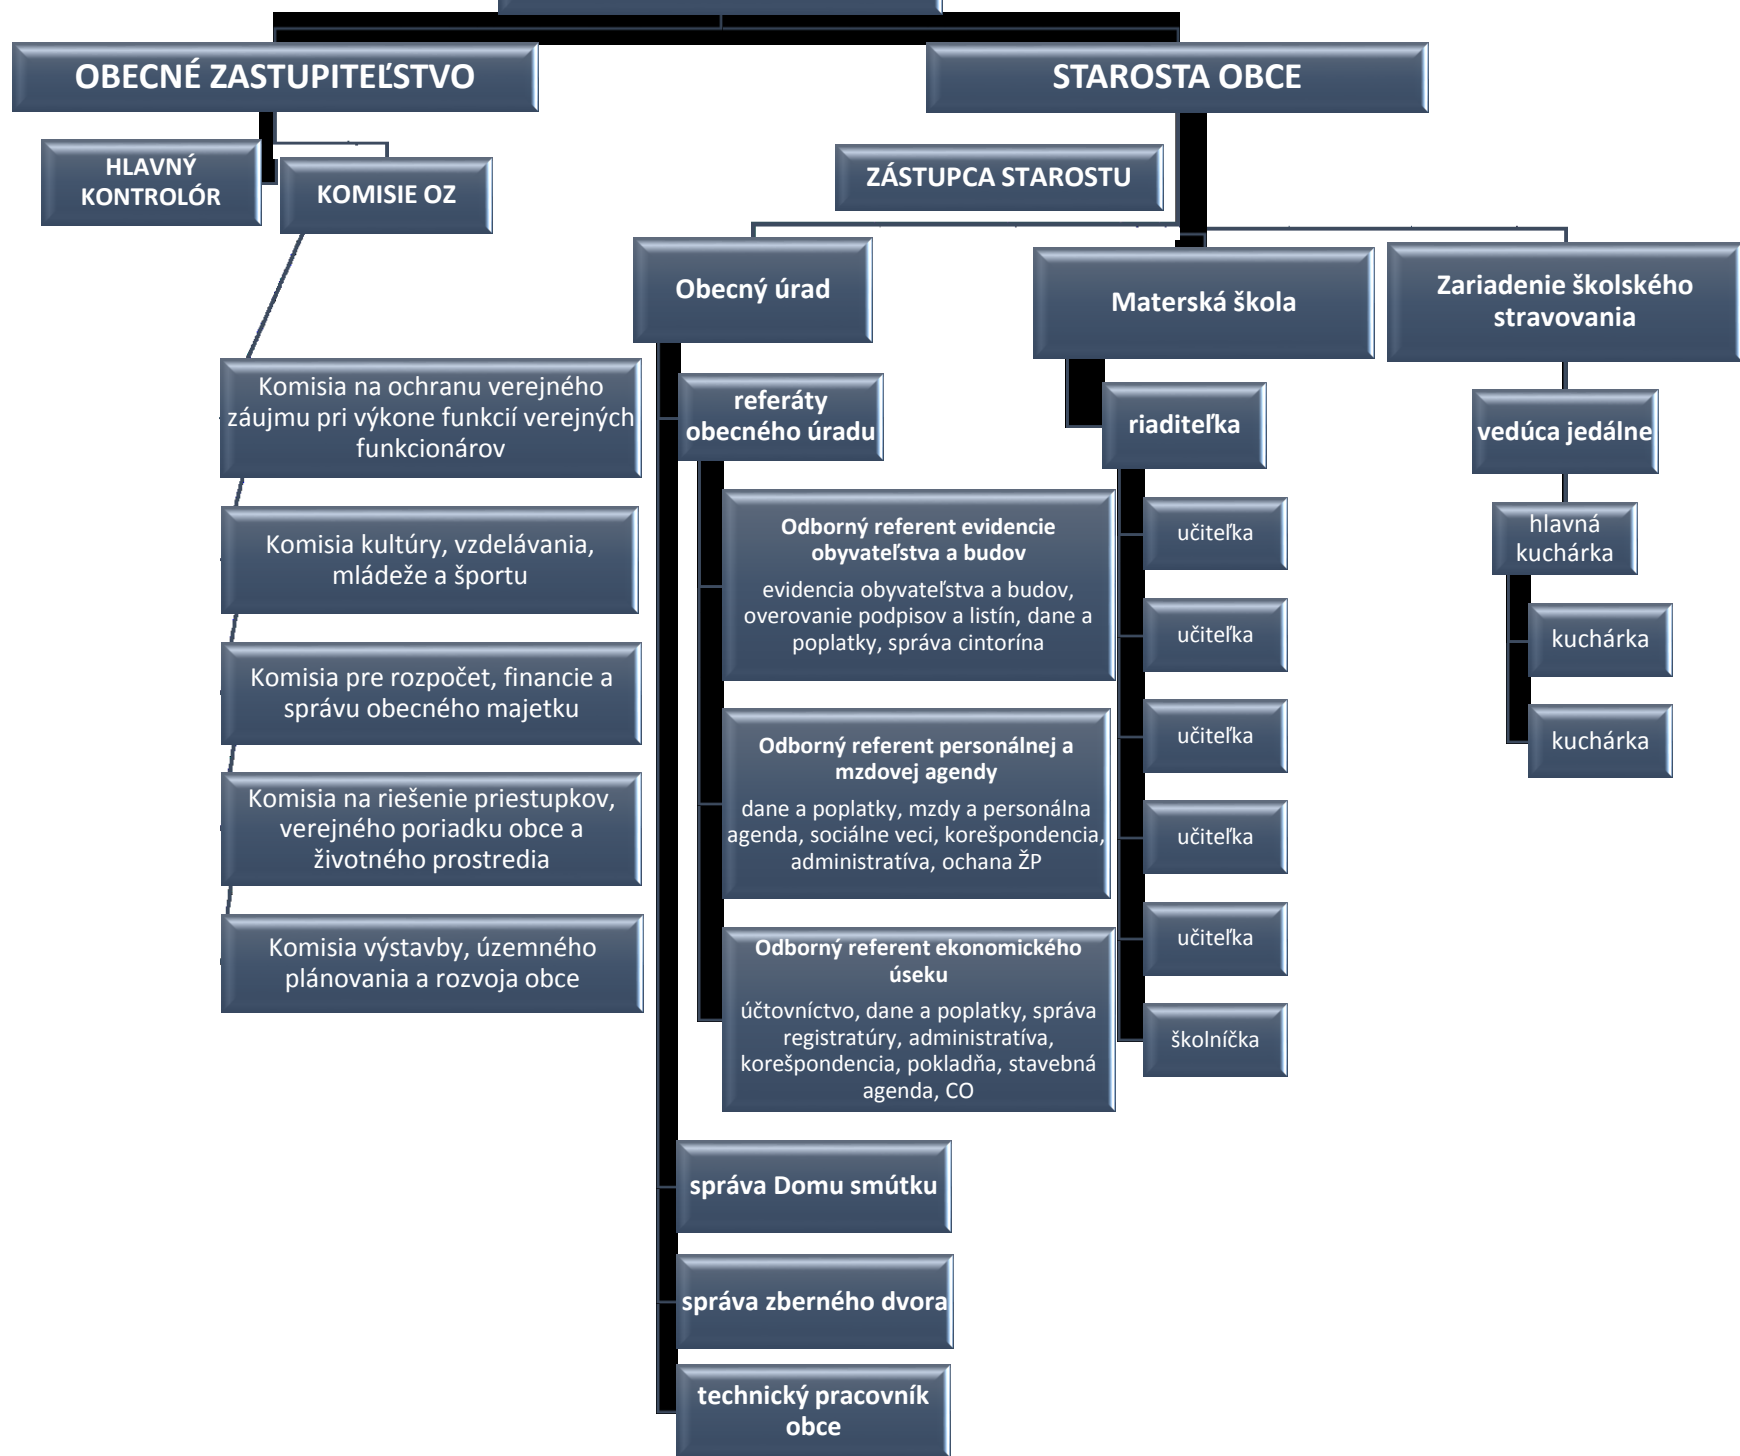 OBECNÉ ZASTUPITEĽSTVO
STAROSTA OBCE
HLAVNÝ
KONTROLÓR
KOMISIE OZ
ZÁSTUPCA STAROSTU
Komisia na ochranu verejného
záujmu pri výkone funkcií verejných
funkcionárov
Komisia kultúry, vzdelávania,
mládeže a športu
Komisia pre rozpočet, financie a
správu obecného majetku
Komisia na riešenie priestupkov,
verejného poriadku obce a
životného prostredia
Komisia výstavby, územného
plánovania a rozvoja obce
Obecný úrad
referáty
obecného úradu
Odborný referent evidencie
obyvateľstva a budov
evidencia obyvateľstva a budov,
overovanie podpisov a listín, dane a
poplatky, správa cintorína
Odborný referent personálnej a
mzdovej agendy
dane a poplatky, mzdy a personálna
agenda, sociálne veci, korešpondencia,
administratíva, ochana ŽP
Odborný referent ekonomického
úseku
účtovníctvo, dane a poplatky, správa
registratúry, administratíva,
korešpondencia, pokladňa, stavebná
agenda, CO
správa Domu smútku
správa zberného dvora
technický pracovník
obce
Materská škola
riaditeľka
učiteľka
učiteľka
učiteľka
učiteľka
učiteľka
školníčka
Zariadenie školského
stravovania
vedúca jedálne
hlavná
kuchárka
kuchárka
kuchárka